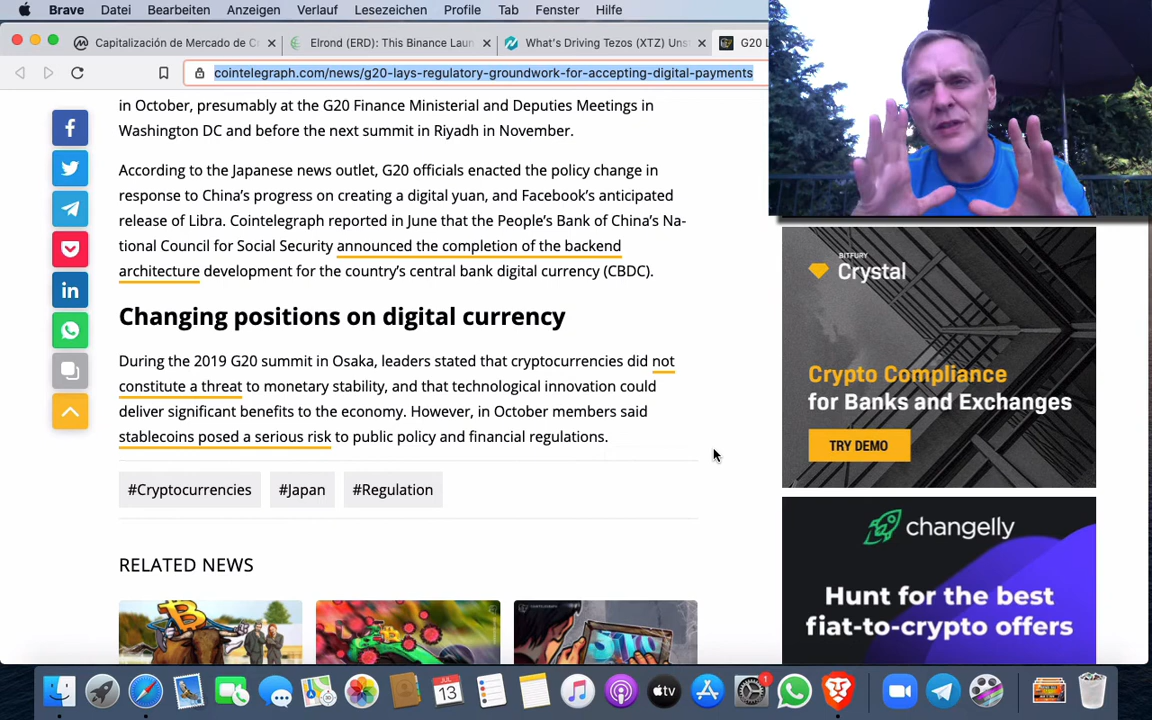 Brave Datei Bearbeiten Anzeigen Verlauf Lesezeichen Profile Tab Fenster Hilfe
Capitalización de Mercado de C
Elrond (ERD): This Binance Laun
What's Driving Tezos (XTZ) Uns
G20 L
cointelegraph.com/news/g20-lays-regulatory-groundwork-for-accepting-digital-payments
in October, presumably at the G20 Finance Ministerial and Deputies Meetings in
Washington DC and before the next summit in Riyadh in November.
According to the Japanese news outlet, G20 officials enacted the policy change in
response to China's progress on creating a digital yuan, and Facebook's anticipated
release of Libra. Cointelegraph reported in June that the People's Bank of China's Na-
tional Council for Social Security announced the completion of the backend
architecture development for the country's central bank digital currency (CBDC).
Changing positions on digital currency
During the 2019 G20 summit in Osaka, leaders stated that cryptocurrencies did not
constitute a threat to monetary stability, and that technological innovation could
deliver significant benefits to the economy. However, in October members said
stablecoins posed a serious risk to public policy and financial regulations.
#Cryptocurrencies #Japan #Regulation
RELATED NEWS
BITFURY
Crystal
Crypto Compliance
for Banks and Exchanges
TRY DEMO
changelly
Hunt for the best
fiat-to-crypto offers
JUL
13
tv
1